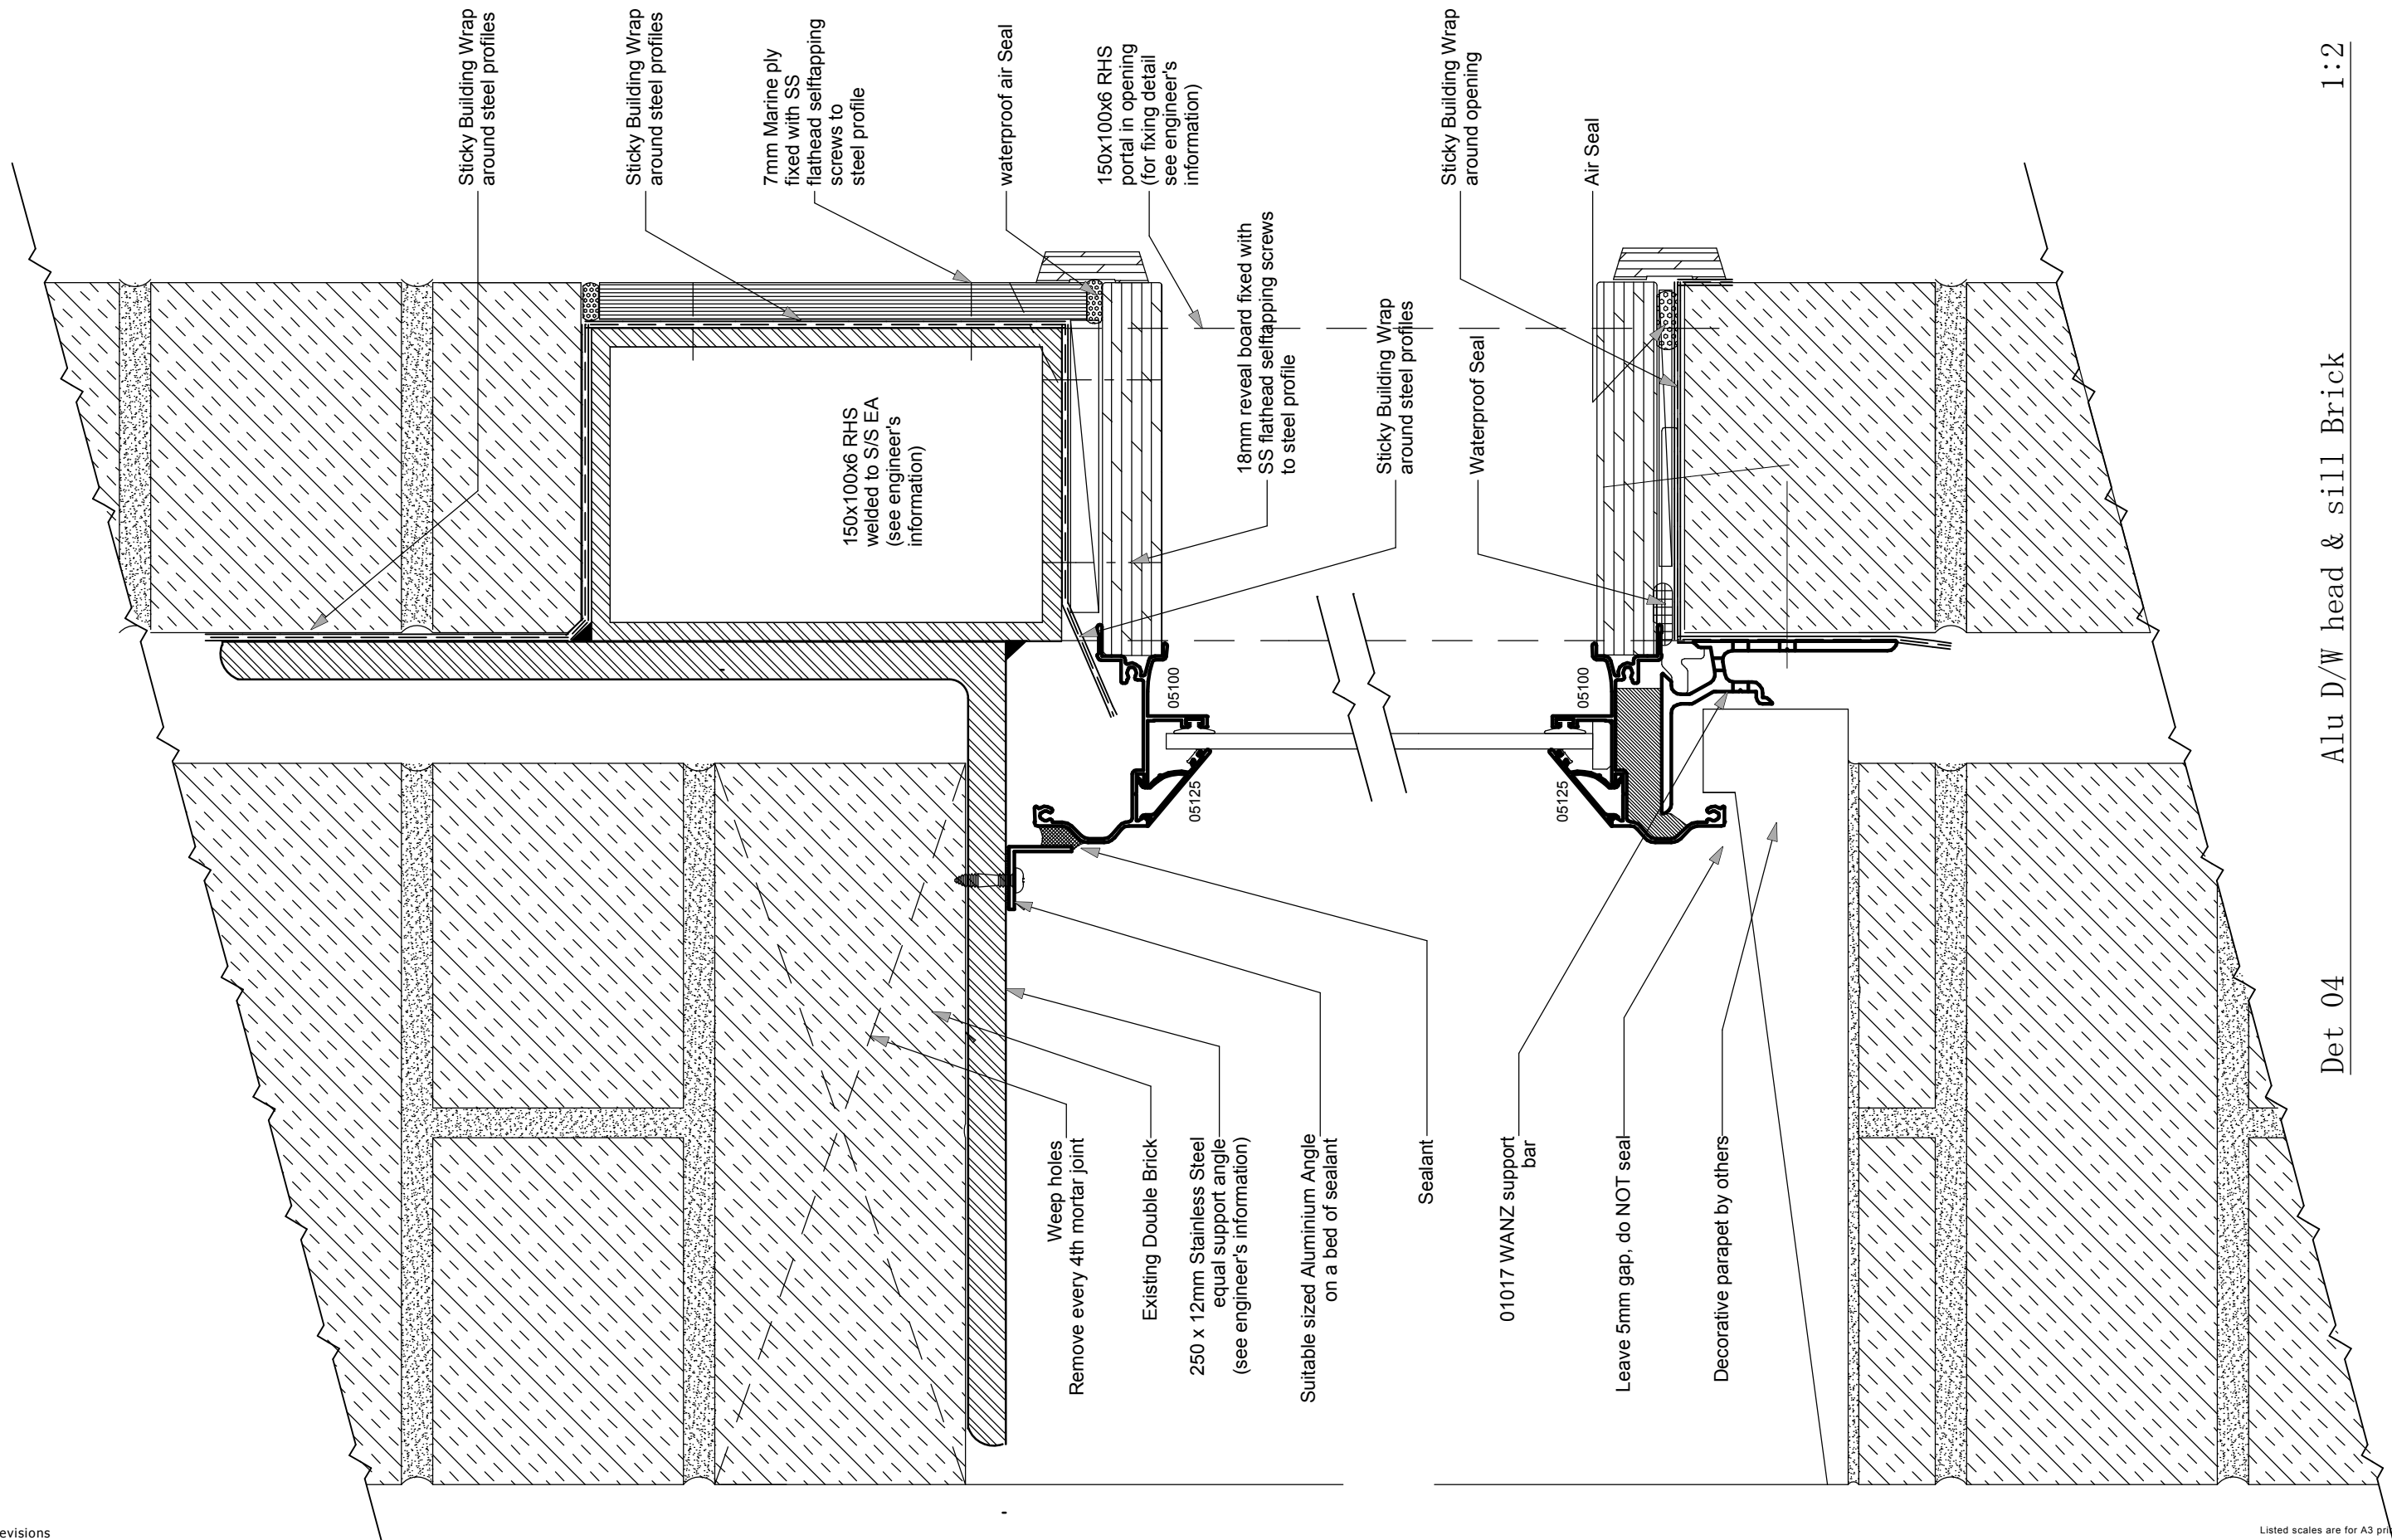 Sticky Building Wrap
around steel profiles
Sticky Building Wrap
around steel profiles
7mm Marine ply
fixed with SS
flathead selftapping
screws to
steel profile
waterproof air Seal
150x100x6 RHS
portal in opening
(for fixing detail
see engineer's
information)
Sticky Building Wrap
around opening
Air Seal
18mm reveal board fixed with
SS flathead selftapping screws
to steel profile
Sticky Building Wrap
around steel profiles
Waterproof Seal
150x100x6 RHS
welded to S/S EA
(see engineer's
information)
05100
05125
05100
05125
Weep holes
Remove every 4th mortar joint
Existing Double Brick
250 x 12mm Stainless Steel
equal support angle
(see engineer's information)
Suitable sized Aluminium Angle
on a bed of sealant
Sealant
01017 WANZ support
bar
Leave 5mm gap, do NOT seal
Decorative parapet by others
Det 04 Alu D/W head & sill Brick 1:2
evisions
Listed scales are for A3 pri